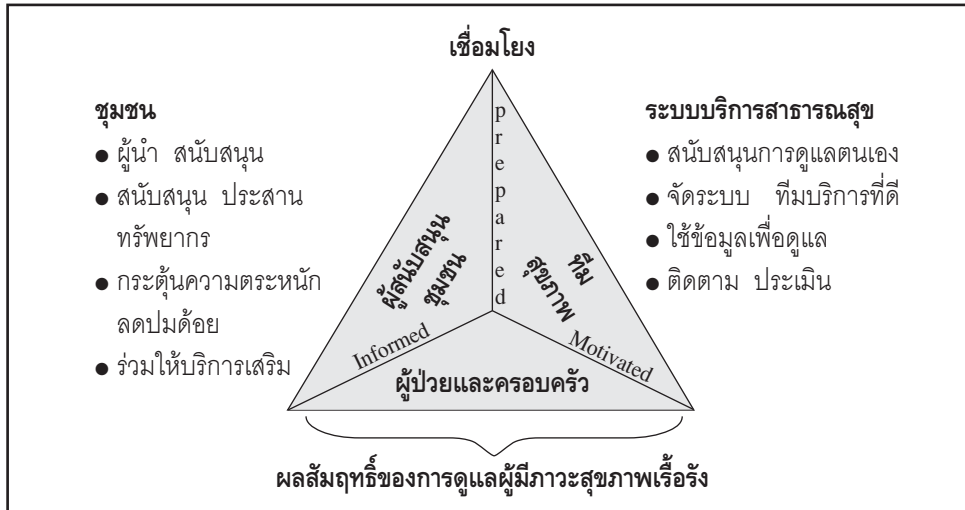 เชื่อมโยง
ชุมชน
● ผู้นำ สนับสนุน
● สนับสนุน ประสาน
ทรัพยากร
● กระตุ้นความตระหนัก
ลดปมด้อย
● ร่วมให้บริการเสริม
prepared
ผู้สนับสนุน
ชุมชน
ทีม
สุขภาพ
Informed
Motivated
ผู้ป่วยและครอบครัว
ระบบบริการสาธารณสุข
● สนับสนุนการดูแลตนเอง
● จัดระบบ ทีมบริการที่ดี
● ใช้ข้อมูลเพื่อดูแล
● ติดตาม ประเมิน
ผลสัมฤทธิ์ของการดูแลผู้มีภาวะสุขภาพเรื้อรัง